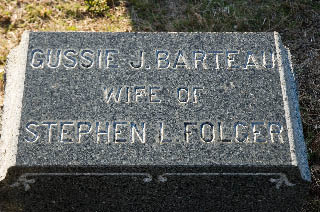 GUSSIE J. BARTEAU
WIFE OF
STEPHEN L. FOLGER